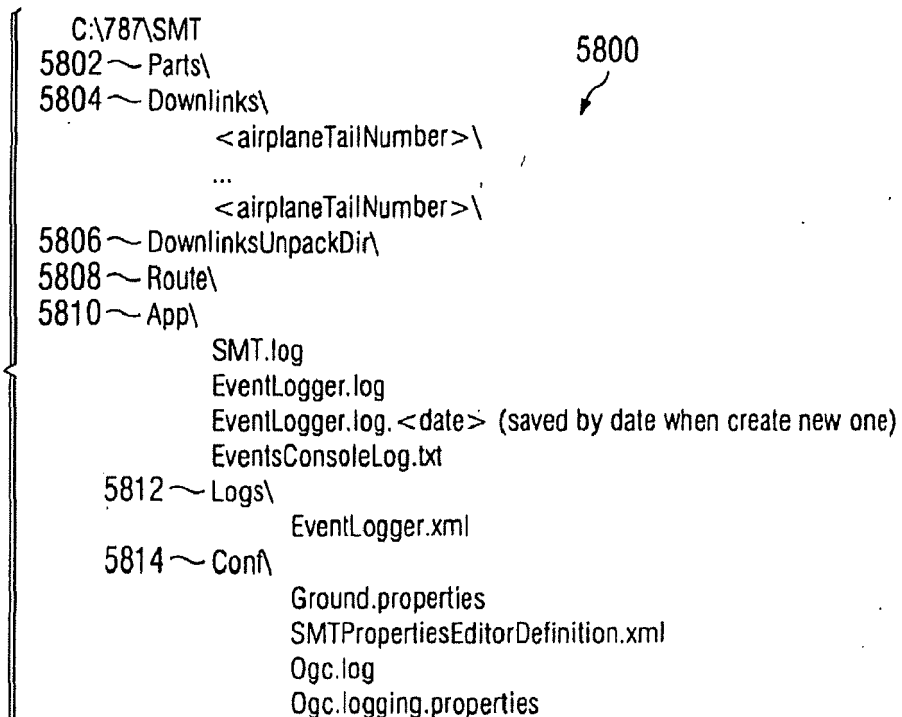 C:\787\SMT
5800
5802~Parts\
5804~Downlinks\
<airplaneTailNumber>\
...
<airplaneTailNumber>\
5806~DownlinksUnpackDir\
5808~Route\
5810~App\
SMT.log
EventLogger.log
EventLogger.log.<date> (saved by date when create new one)
EventsConsoleLog.txt
5812~Logs\
EventLogger.xml
5814~Conf\
Ground.properties
SMTPropertiesEditorDefinition.xml
Ogc.log
Ogc.logging.properties